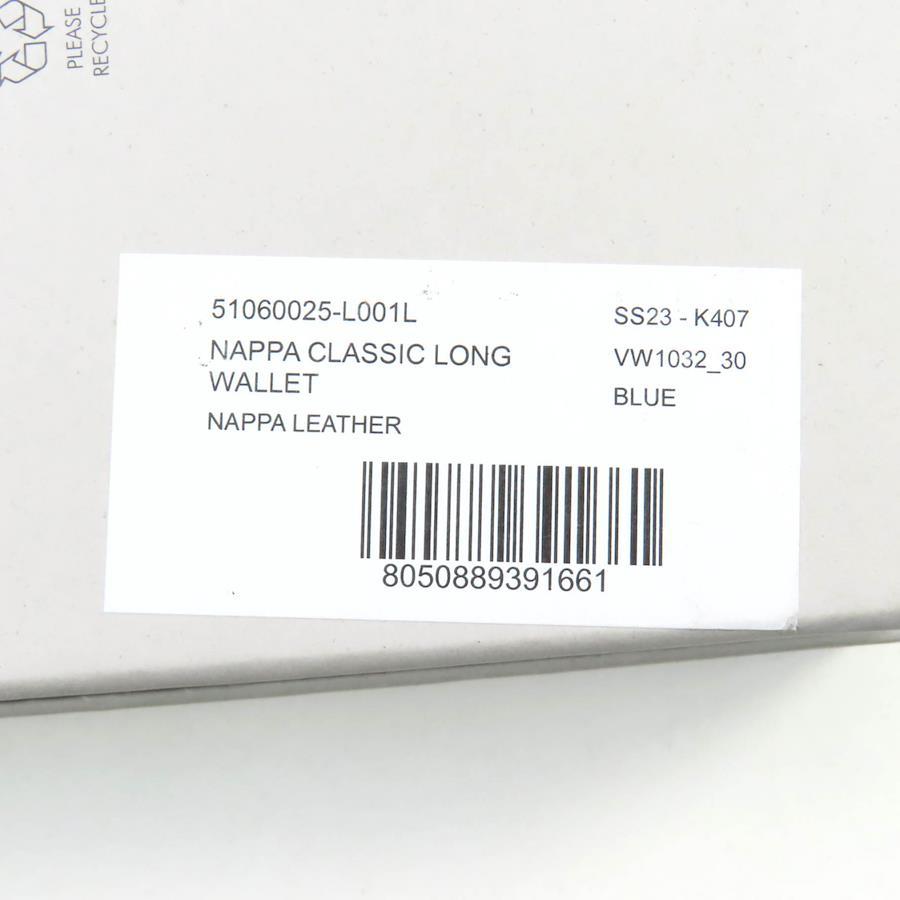 PLEASE
RECYCLE
51060025-L001L
NAPPA CLASSIC LONG
WALLET
NAPPA LEATHER
SS23 - K407
VW1032_30
BLUE
8050889391661